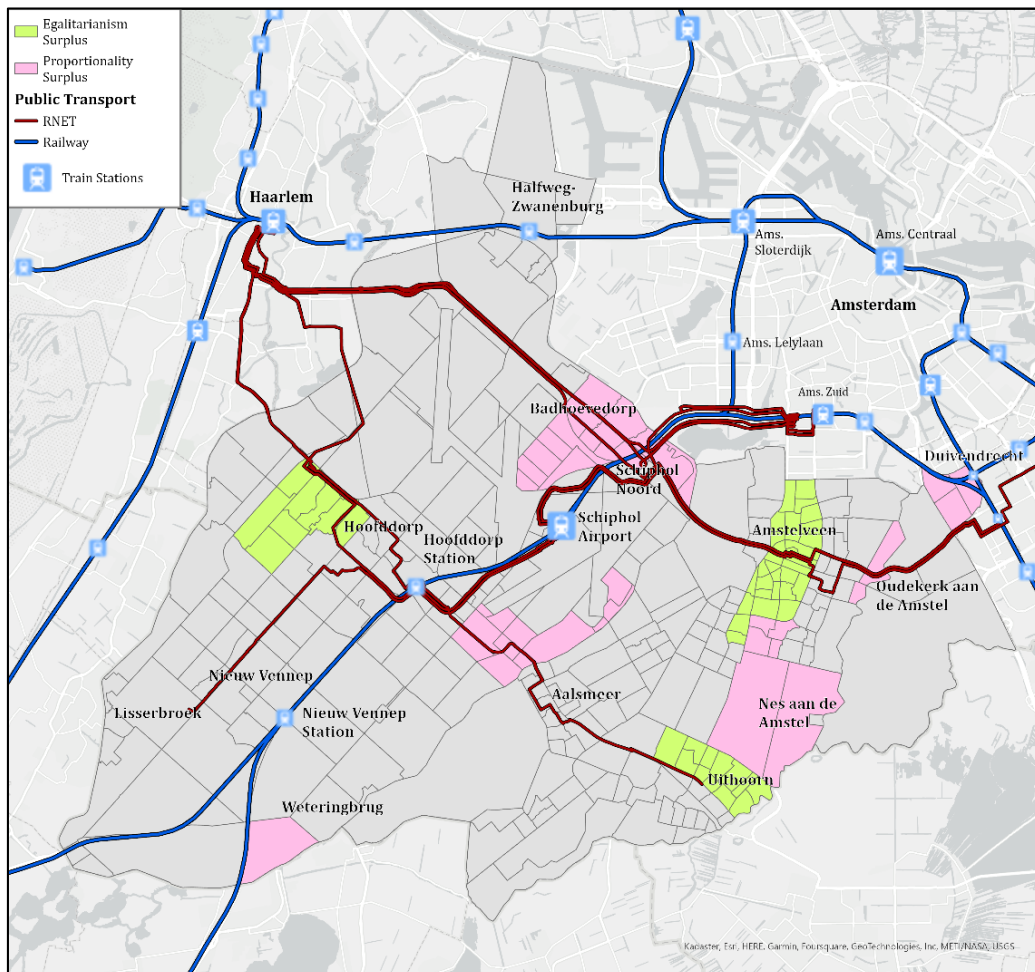 Egalitarianism
Surplus
Proportionality
Surplus
Public Transport
RNET
Railway
Train Stations
Haarlem
Halfweg-
Zwanenburg
Ams.
Sloterdijk
Ams. Centraal
Amsterdam
Ams. Lelylaan
Ams. Zuid
Badhoevedorp
Duivendrecht
Schiphol
Noord
Schiphol
Airport
Hoofddorp
Hoofddorp
Station
Amstelveen
Oudekerk aan
de Amstel
Nieuw Vennep
Lisserbroek
Nieuw Vennep
Station
Aalsmeer
Nes aan de
Amstel
Uithoorn
Weteringbrug
Kadaster, Esri, HERE, Garmin, Foursquare, GeoTechnologies, Inc, METI/NASA, USGS